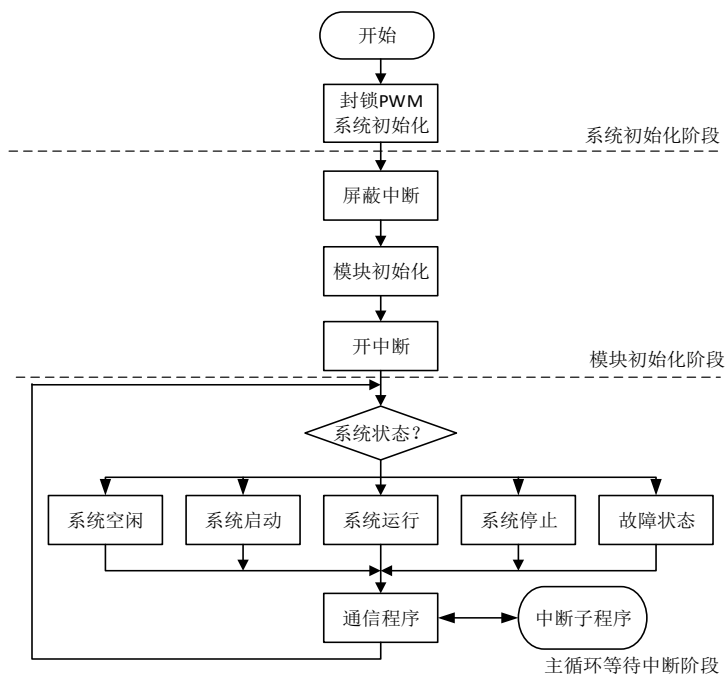 开始
封锁PWM
系统初始化
系统初始化阶段
屏蔽中断
模块初始化
开中断
模块初始化阶段
系统状态？
系统空闲
系统启动
系统运行
系统停止
故障状态
通信程序
中断子程序
主循环等待中断阶段